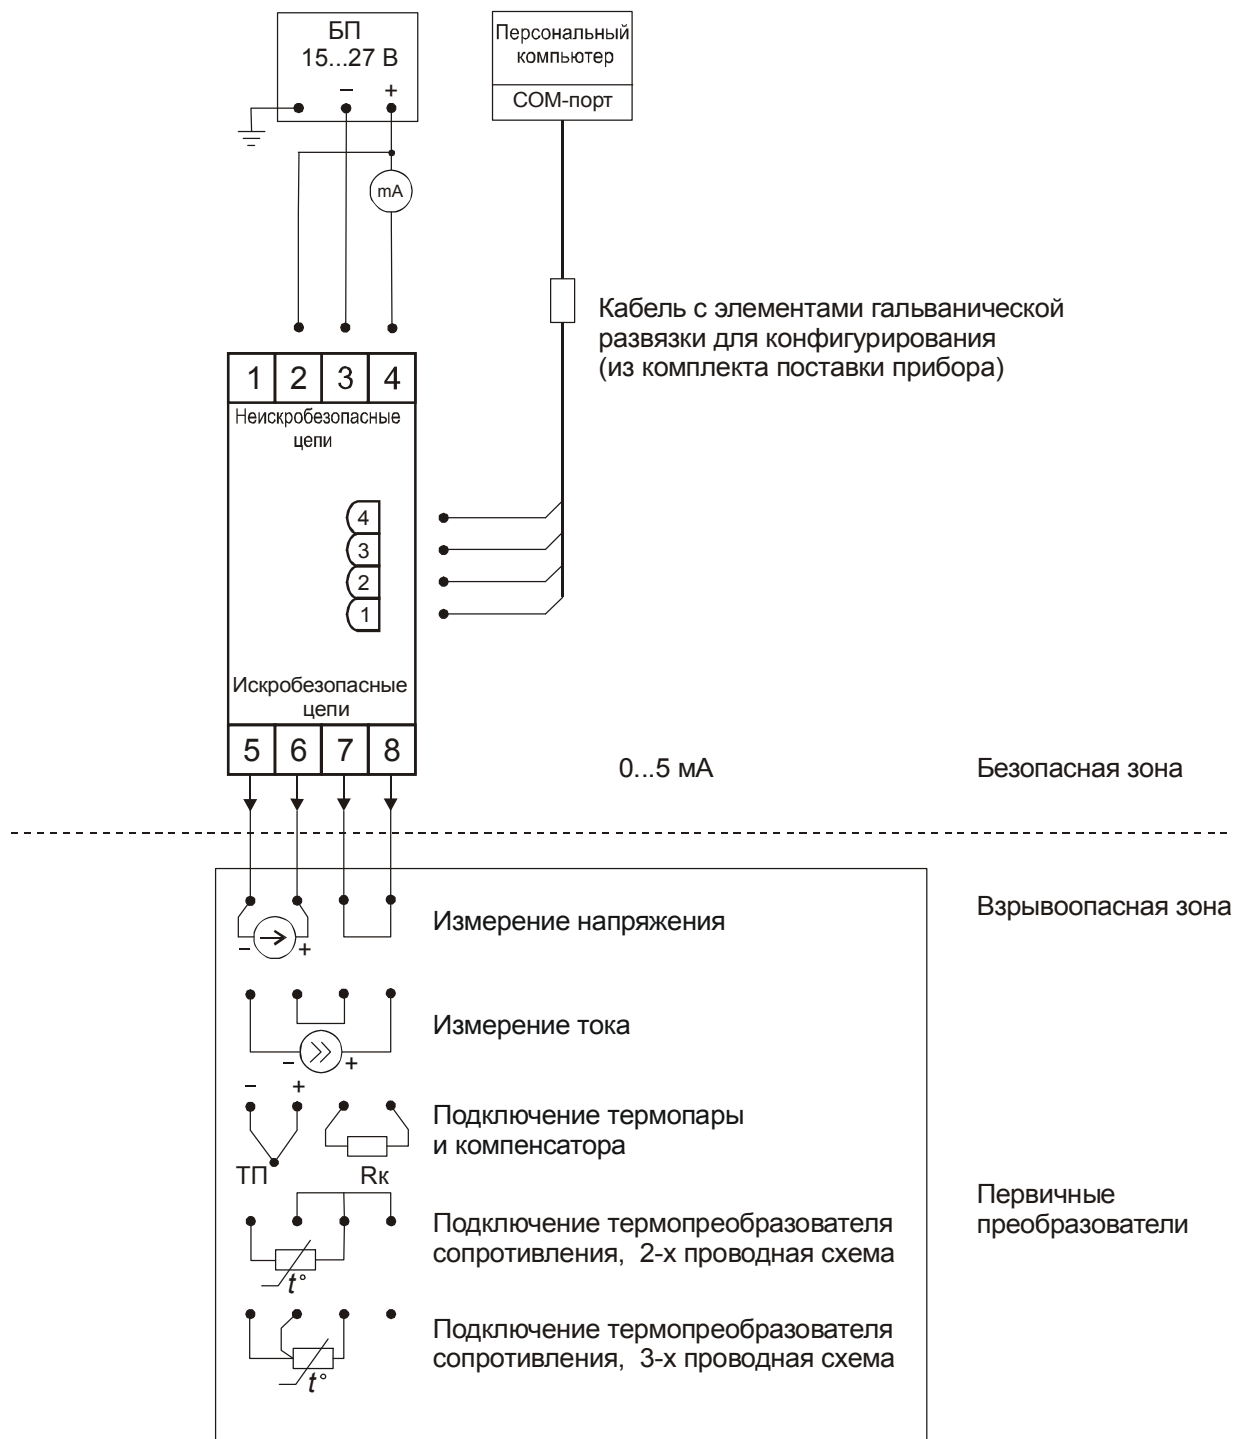 БП
15...27 В
− +
Персональный
компьютер
COM-порт
mA
Кабель с элементами гальванической
развязки для конфигурирования
(из комплекта поставки прибора)
1 2 3 4
Неискробезопасные
цепи
4
3
2
1
Искробезопасные
цепи
5 6 7 8
0...5 мА
Безопасная зона
Взрывоопасная зона
− +
Измерение напряжения
− +
Измерение тока
− +
Подключение термопары
и компенсатора
ТП Rк
Подключение термопреобразователя
сопротивления, 2-х проводная схема
t°
Первичные
преобразователи
Подключение термопреобразователя
сопротивления, 3-х проводная схема
t°